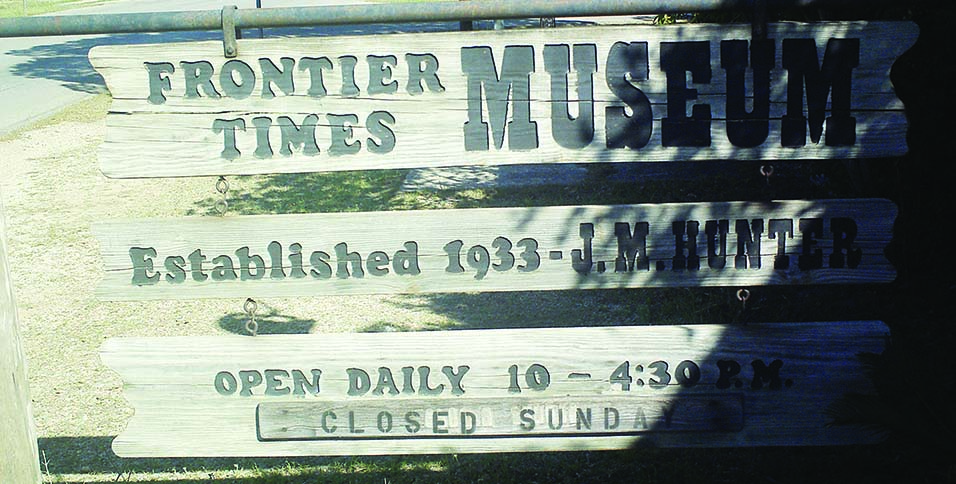 FRONTIER TIMES MUSEUM
Established 1933 - J.M. HUNTER
OPEN DAILY 10 - 4:30 P.M.
CLOSED SUNDAY